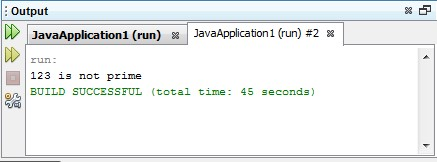 Output
JavaApplication1 (run)
JavaApplication1 (run) #2
run:
123 is not prime
BUILD SUCCESSFUL (total time: 45 seconds)